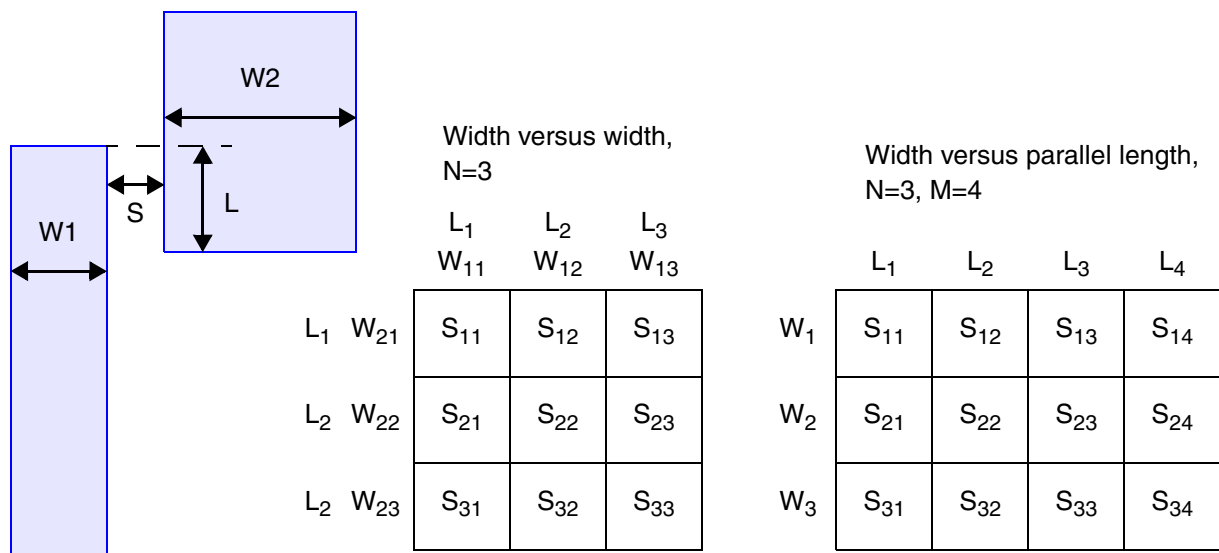 W2
W1
S
L
Width versus width,
N=3
L₁ L₂ L₃
W₁₁ W₁₂ W₁₃
L₁ W₂₁ S₁₁ S₁₂ S₁₃
L₂ W₂₂ S₂₁ S₂₂ S₂₃
L₂ W₂₃ S₃₁ S₃₂ S₃₃
Width versus parallel length,
N=3, M=4
L₁ L₂ L₃ L₄
W₁ S₁₁ S₁₂ S₁₃ S₁₄
W₂ S₂₁ S₂₂ S₂₃ S₂₄
W₃ S₃₁ S₃₂ S₃₃ S₃₄